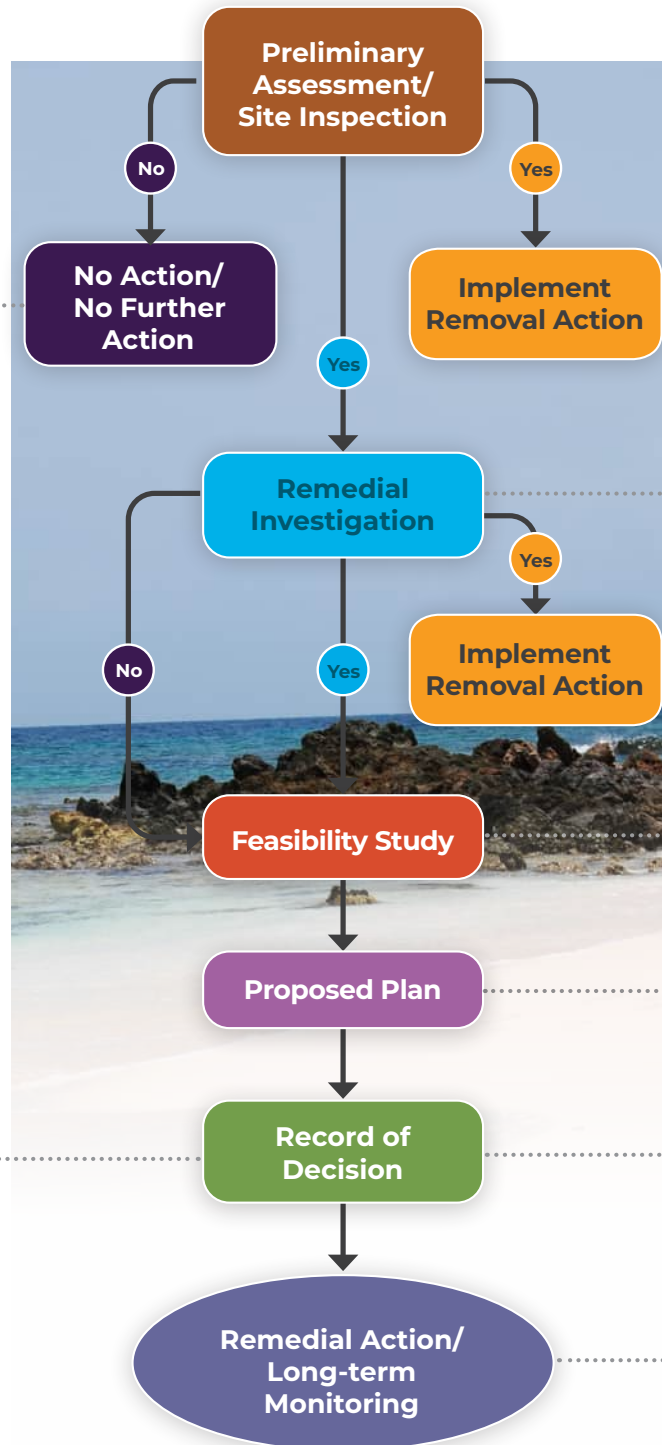 Preliminary
Assessment/
Site Inspection
No
Yes
No Action/
No Further
Action
Implement
Removal Action
Yes
Remedial
Investigation
Yes
Implement
Removal Action
No
Yes
Feasibility Study
Proposed Plan
Record of
Decision
Remedial Action/
Long-term
Monitoring